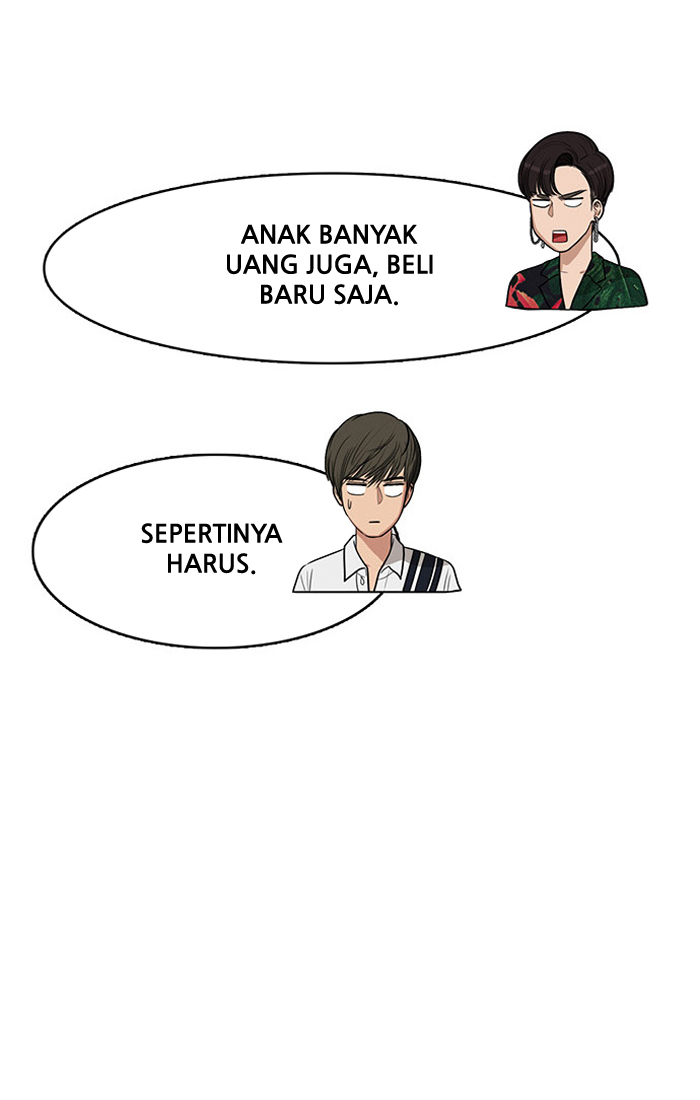 ANAK BANYAK
UANG JUGA, BELI
BARU SAJA.
SEPERTINYA
HARUS.